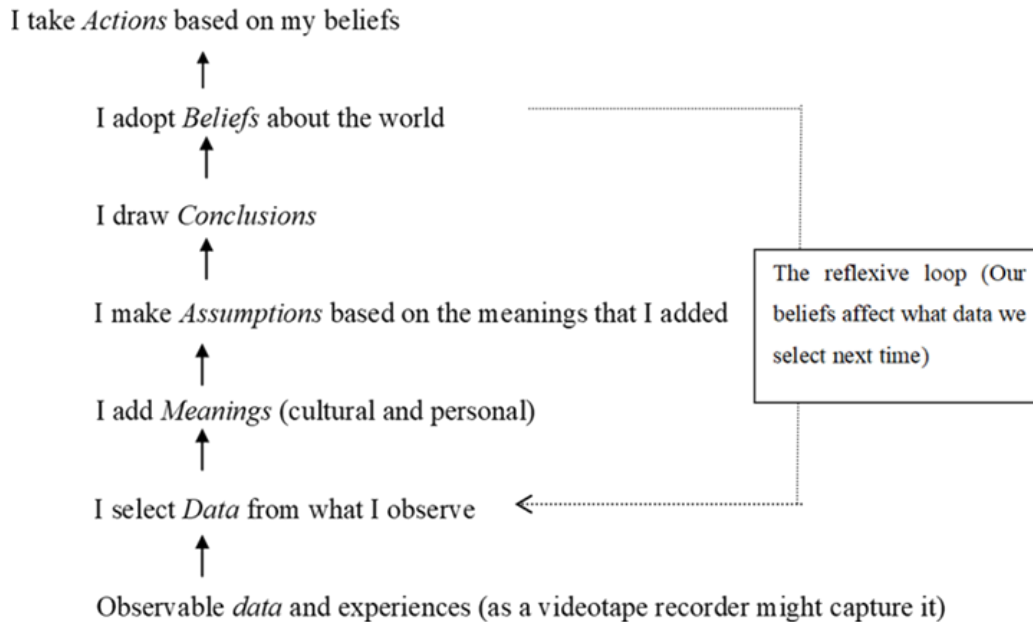 I take Actions based on my beliefs
I adopt Beliefs about the world
I draw Conclusions
The reflexive loop (Our
beliefs affect what data we
select next time)
I make Assumptions based on the meanings that I added
I add Meanings (cultural and personal)
I select Data from what I observe
Observable data and experiences (as a videotape recorder might capture it)